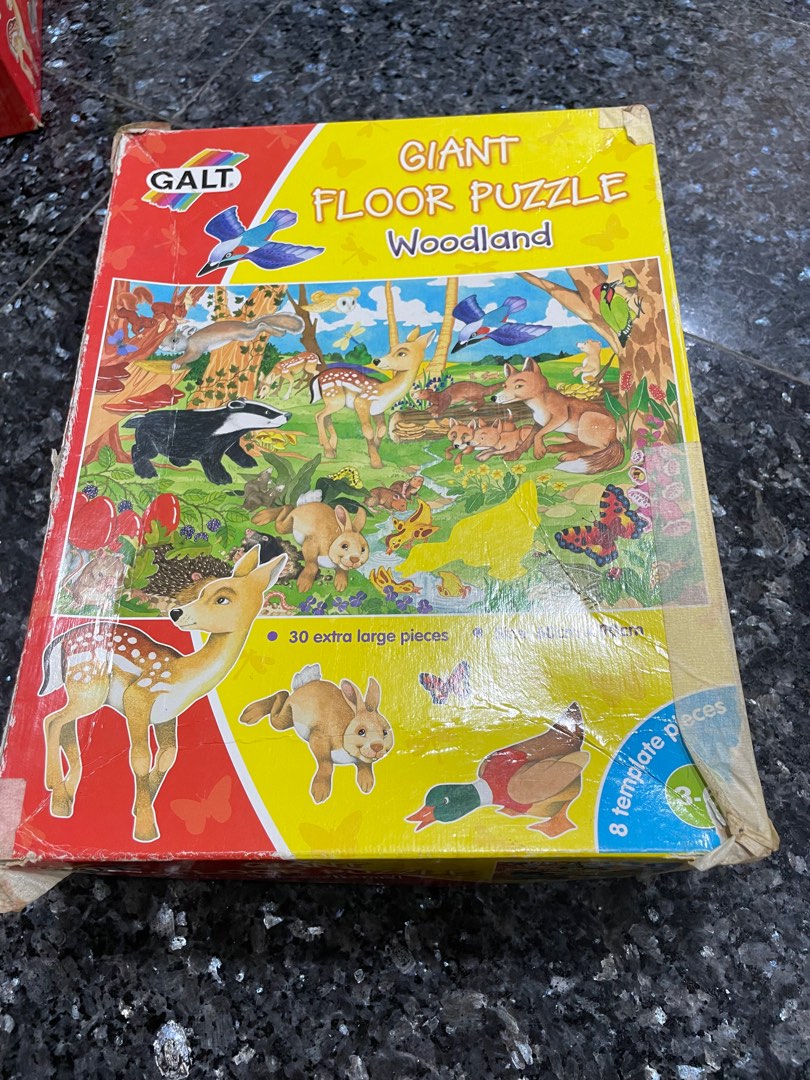 GALT
GIANT
FLOOR PUZZLE
Woodland
30 extra large pieces
8 template pieces